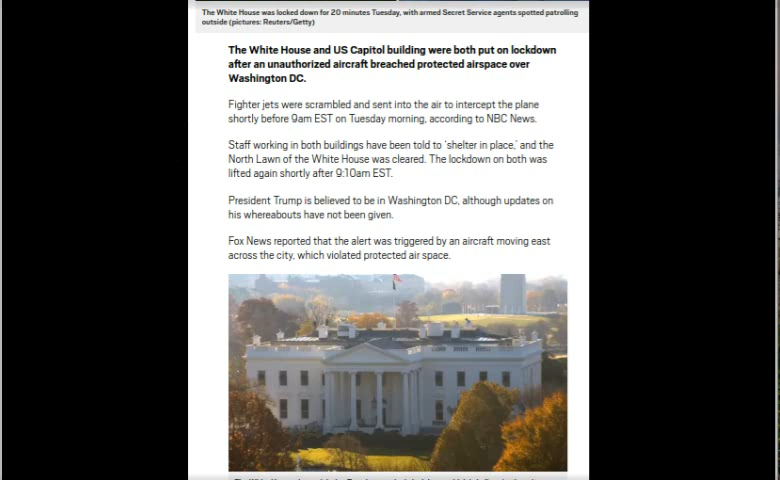 The White House was locked down for 20 minutes Tuesday, with armed Secret Service agents spotted patrolling
outside (pictures: Reuters/Getty)
The White House and US Capitol building were both put on lockdown
after an unauthorized aircraft breached protected airspace over
Washington DC.
Fighter jets were scrambled and sent into the air to intercept the plane
shortly before 9am EST on Tuesday morning, according to NBC News.
Staff working in both buildings have been told to ‘shelter in place,’ and the
North Lawn of the White House was cleared. The lockdown on both was
lifted again shortly after 9:10am EST.
President Trump is believed to be in Washington DC, although updates on
his whereabouts have not been given.
Fox News reported that the alert was triggered by an aircraft moving east
across the city, which violated protected air space.